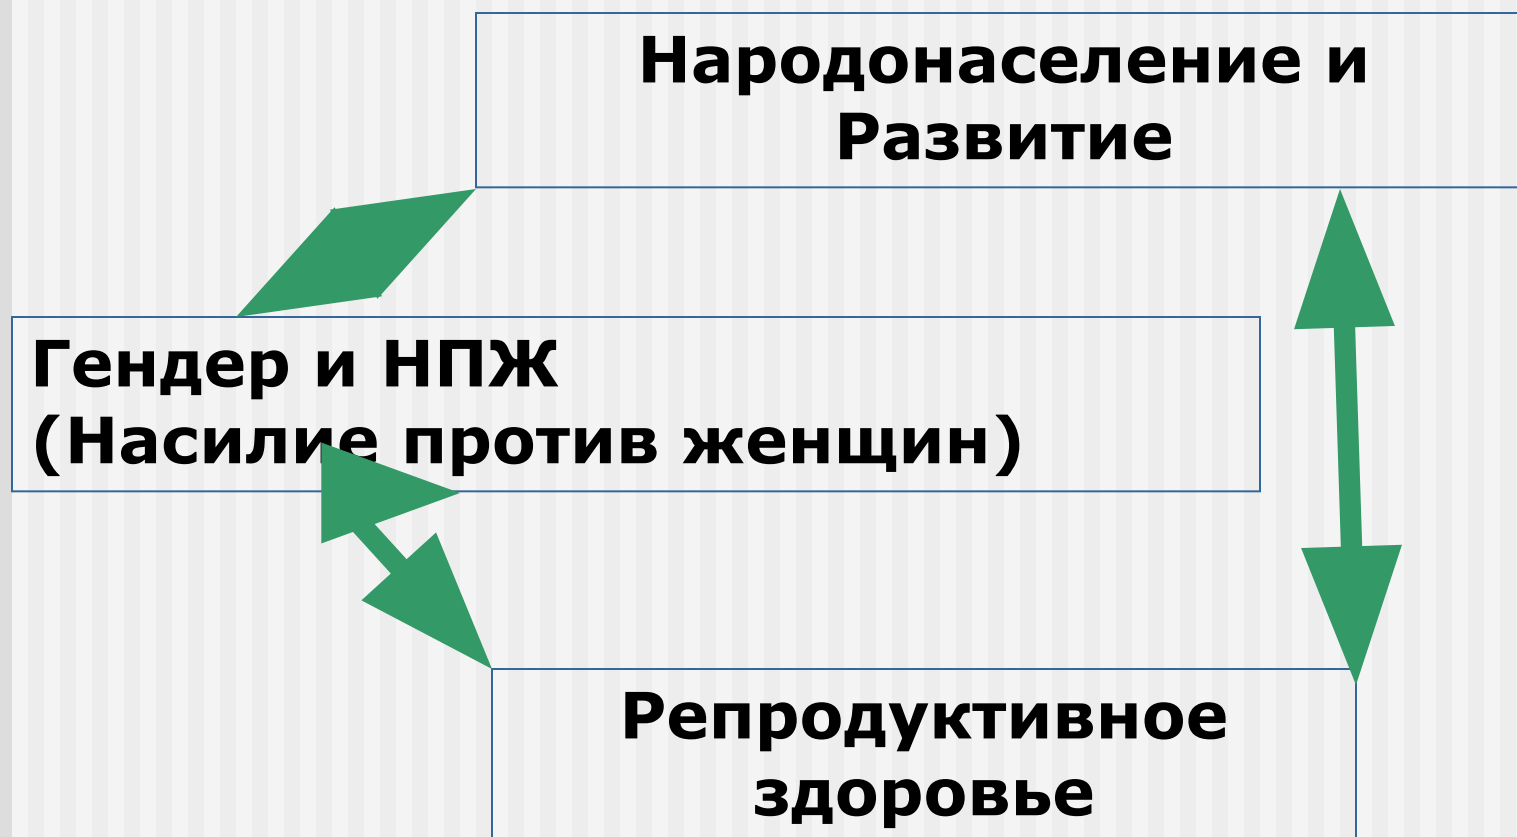 Народонаселение и
Развитие
Гендер и НПЖ
(Насилие против женщин)
Репродуктивное
здоровье